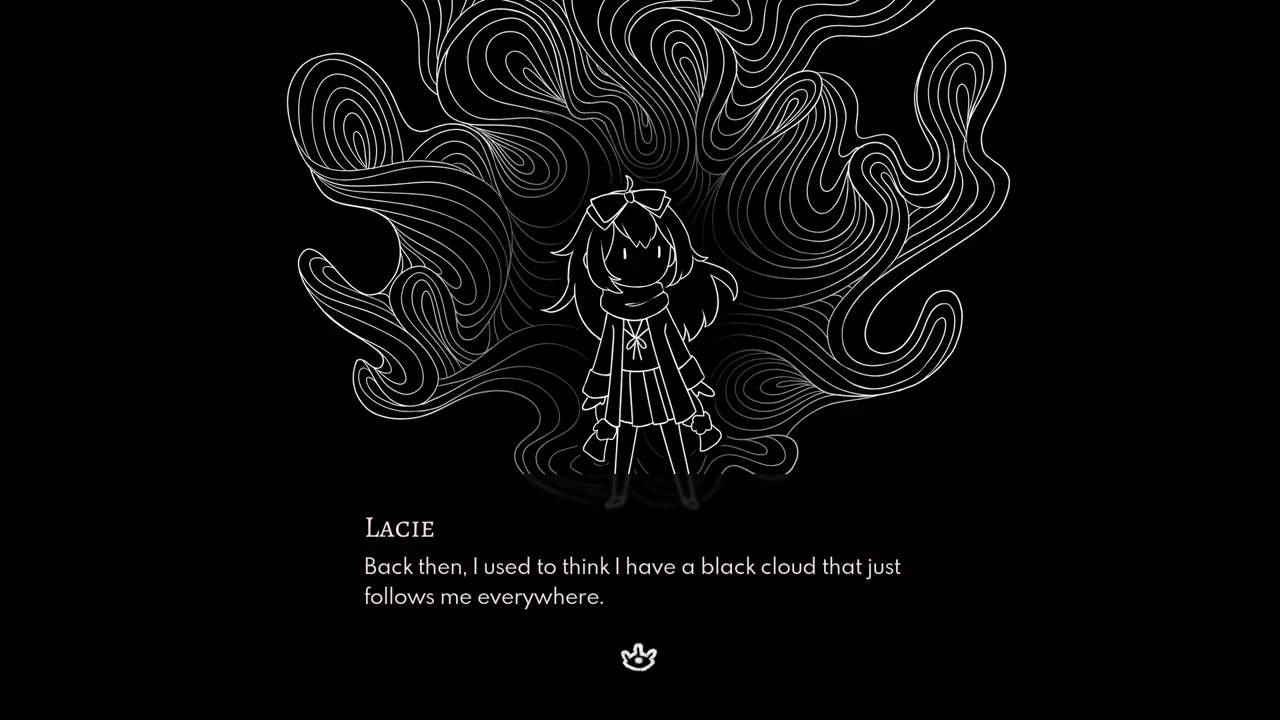 Lacie
Back then, I used to think I have a black cloud that just
follows me everywhere.